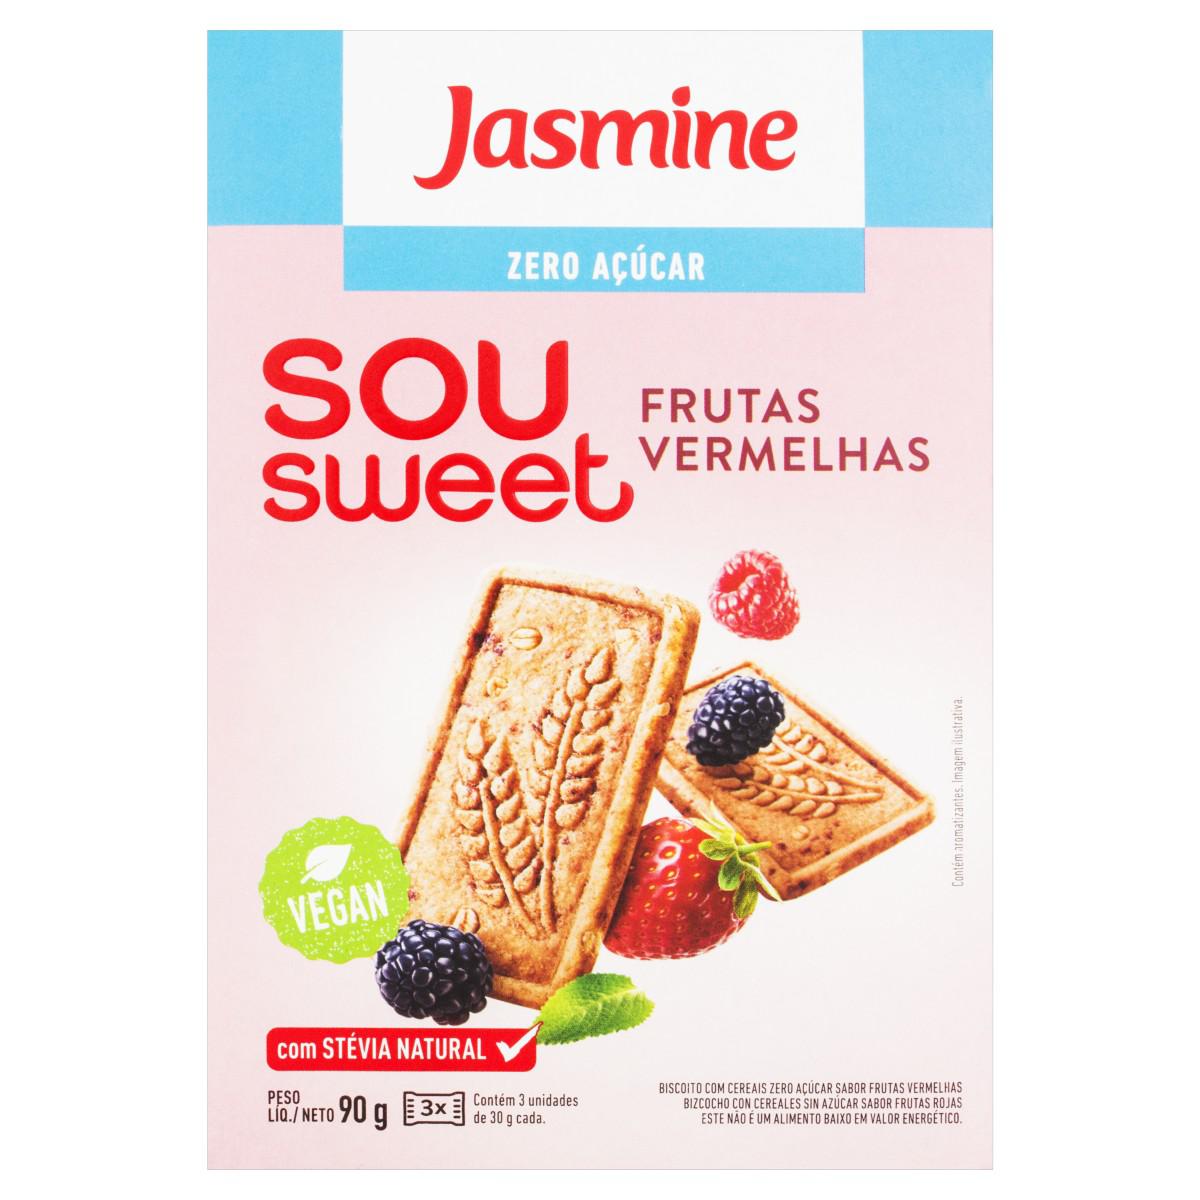 Jasmine
ZERO AÇÚCAR
SOU
sweet
FRUTAS
VERMELHAS
Contém aromatizantes. Imagem ilustrativa.
VEGAN
com STÉVIA NATURAL
PESO
LÍQ./ NETO 90 g
3x
Contém 3 unidades
de 30 g cada.
BISCOITO COM CEREAIS ZERO AÇÚCAR SABOR FRUTAS VERMELHAS
BIZCOCHO CON CEREALES SIN AZÚCAR SABOR FRUTAS ROJAS
ESTE NÃO É UM ALIMENTO BAIXO EM VALOR ENERGÉTICO.